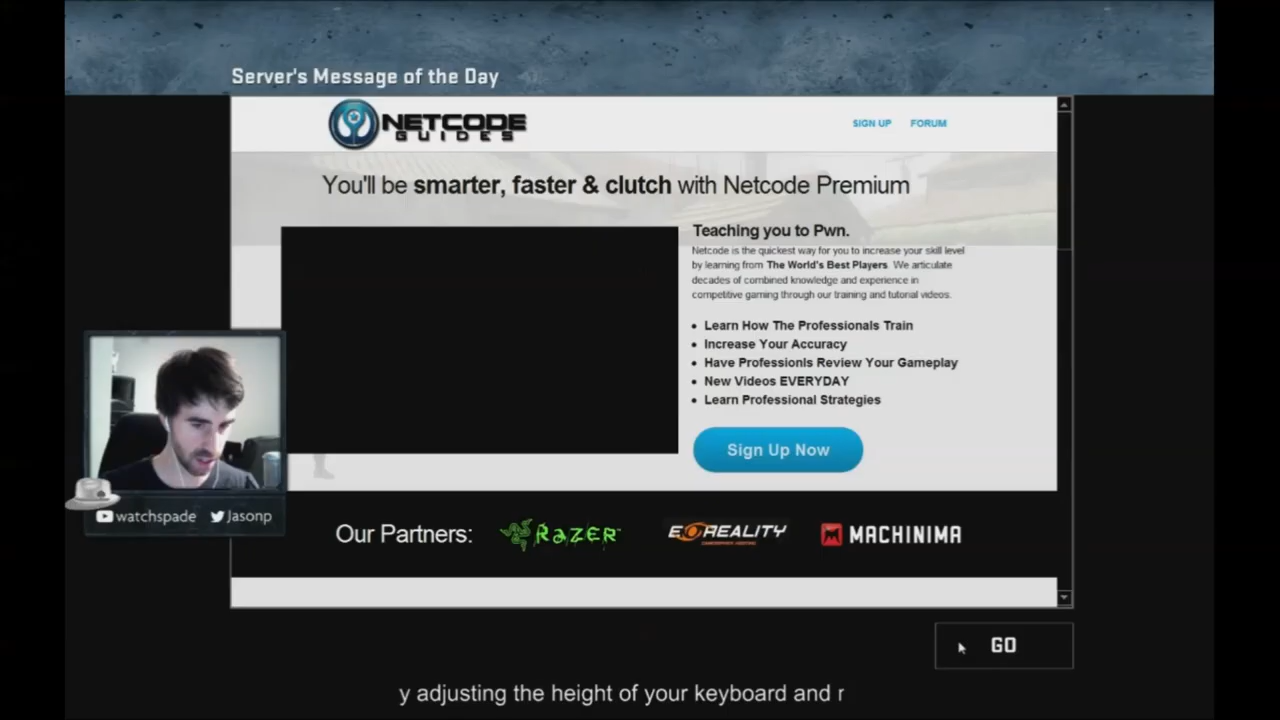 Server's Message of the Day
NETCODE
GUIDES
SIGN UP FORUM
You'll be smarter, faster & clutch with Netcode Premium
Teaching you to Pwn.
Netcode is the quickest way for you to increase your skill level
by learning from The World's Best Players. We articulate
decades of combined knowledge and experience in
competitive gaming through our training and tutorial videos.
Learn How The Professionals Train
Increase Your Accuracy
Have Professionls Review Your Gameplay
New Videos EVERYDAY
Learn Professional Strategies
Sign Up Now
watchspade Jasonp
Our Partners: RAZER REALITY MACHINIMA
GO
y adjusting the height of your keyboard and r